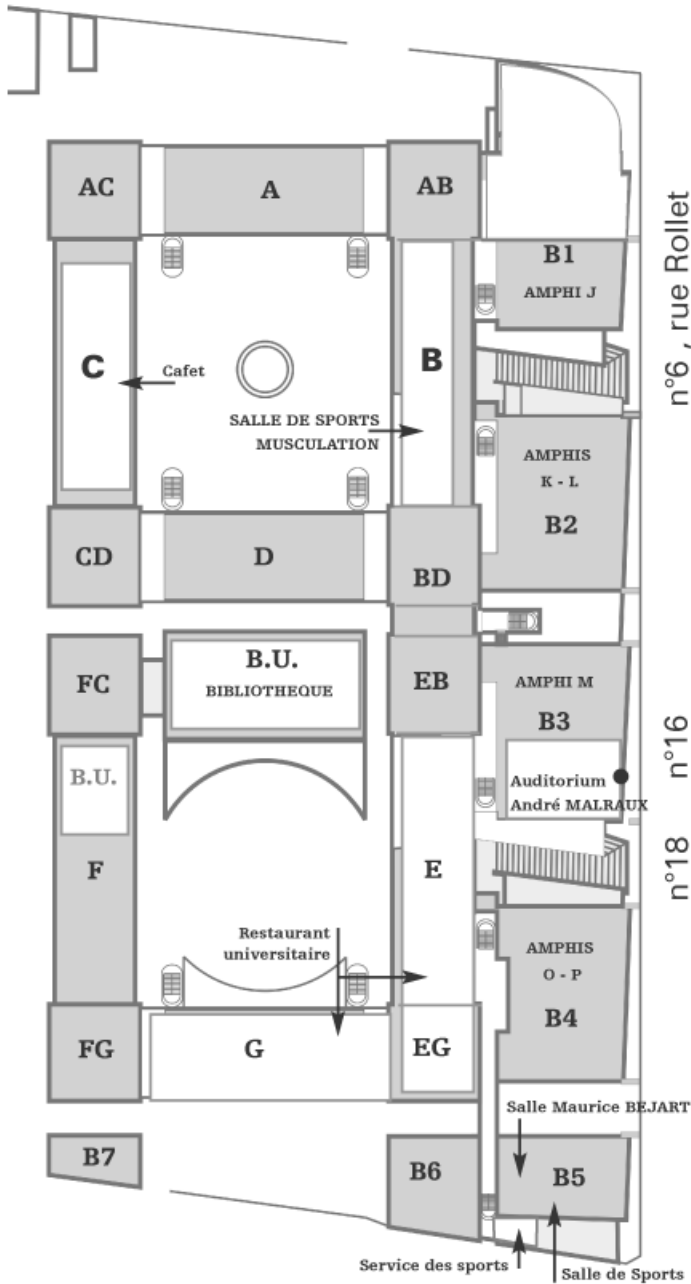 AC
A
AB
B1
AMPHI J
n°6 , rue Rollet
C
Cafet
B
SALLE DE SPORTS
MUSCULATION
AMPHIS
K - L
B2
CD
D
BD
FC
B.U.
BIBLIOTHEQUE
EB
AMPHI M
B3
n°16
B.U.
Auditorium
André MALRAUX
F
E
n°18
Restaurant
universitaire
AMPHIS
O - P
B4
FG
G
EG
Salle Maurice BEJART
B7
B6
B5
Service des sports
Salle de Sports